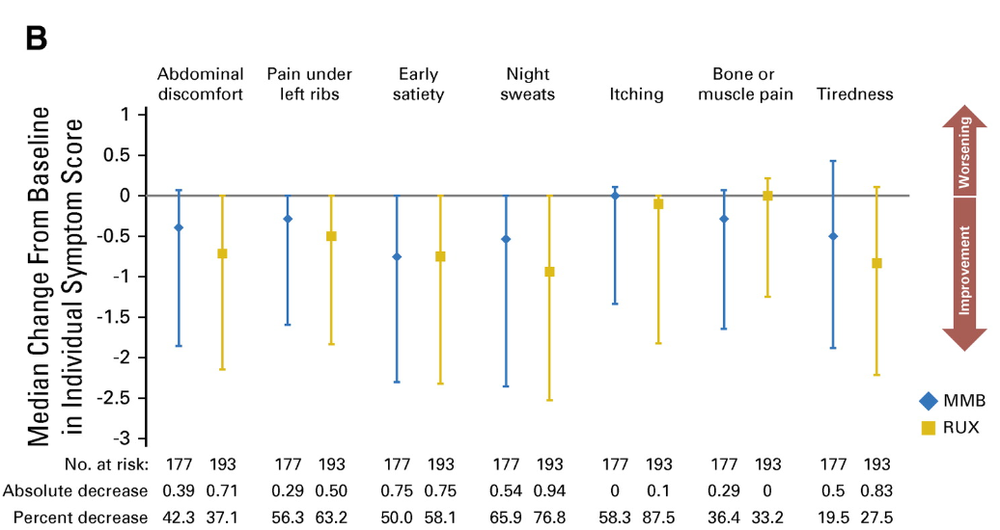 B
Abdominal discomfort
Pain under left ribs
Early satiety
Night sweats
Itching
Bone or muscle pain
Tiredness
Median Change From Baseline
in Individual Symptom Score
1
0.5
0
-0.5
-1
-1.5
-2
-2.5
-3
Worsening
Improvement
MMB
RUX
No. at risk: 177 193 177 193 177 193 177 193 177 193 177 193 177 193
Absolute decrease 0.39 0.71 0.29 0.50 0.75 0.75 0.54 0.94 0 0.1 0.29 0 0.5 0.83
Percent decrease 42.3 37.1 56.3 63.2 50.0 58.1 65.9 76.8 58.3 87.5 36.4 33.2 19.5 27.5